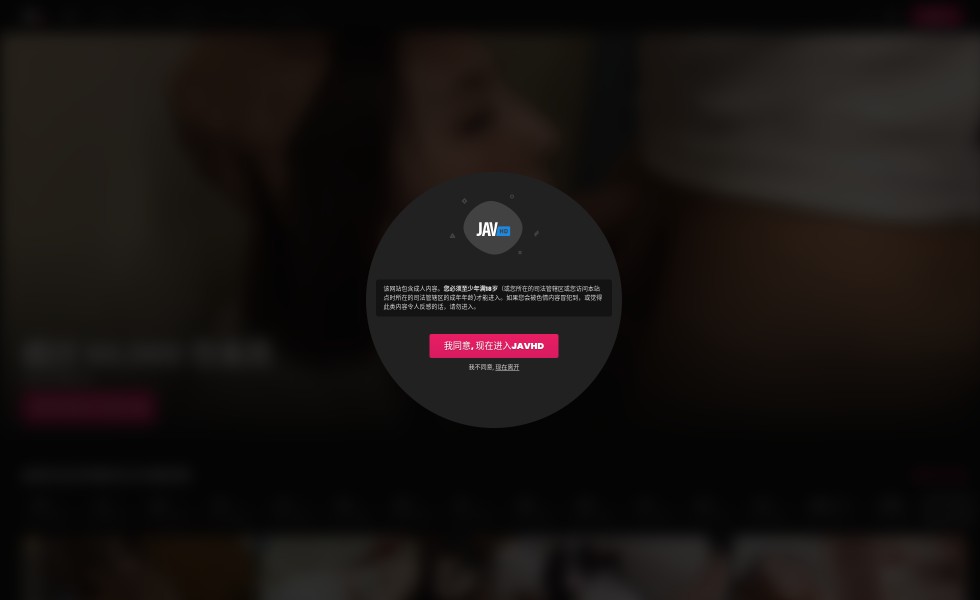 JAV HD
该网站包含成人内容。您必须至少年满18岁（或您所在的司法管辖区或您访问本站
点时所在的司法管辖区的成年年龄)才能进入。如果您会被色情内容冒犯到，或觉得
此类内容令人反感的话，请勿进入。
我同意, 现在进入JAVHD
我不同意, 现在离开